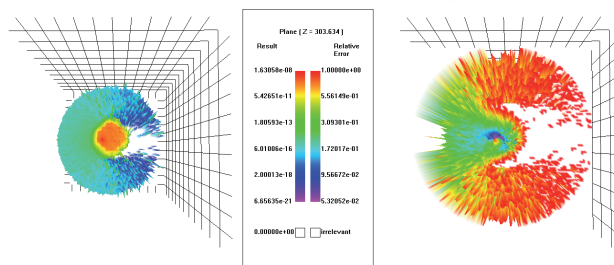 Plane ( Z = 303.634 )
Result Relative Error
1.63058e-08 1.00000e+00
5.42651e-11 5.56149e-01
1.80593e-13 3.09301e-01
6.01006e-16 1.72017e-01
2.00013e-18 9.56672e-02
6.65635e-21 5.32052e-02
0.00000e+00 irrelevant